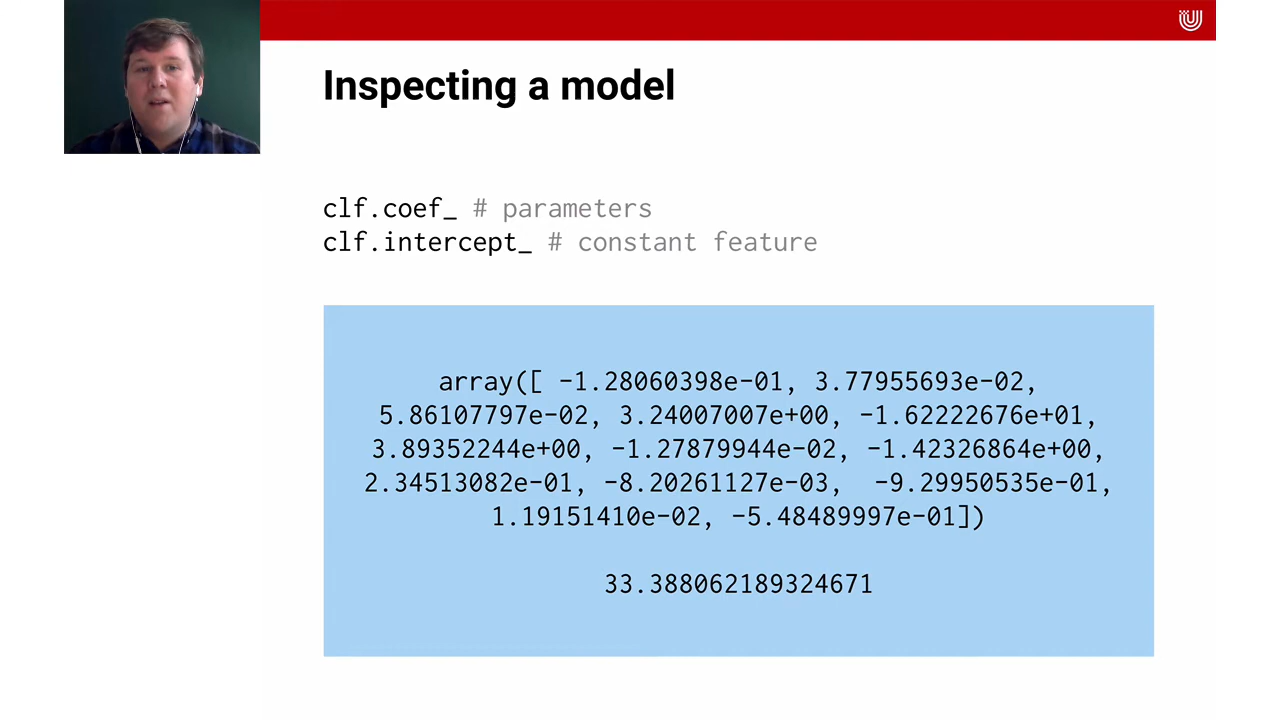 Inspecting a model
clf.coef_ # parameters
clf.intercept_ # constant feature
array([ -1.28060398e-01, 3.77955693e-02,
5.86107797e-02, 3.24007007e+00, -1.62222676e+01,
3.89352244e+00, -1.27879944e-02, -1.42326864e+00,
2.34513082e-01, -8.20261127e-03, -9.29950535e-01,
1.19151410e-02, -5.48489997e-01])
33.388062189324671